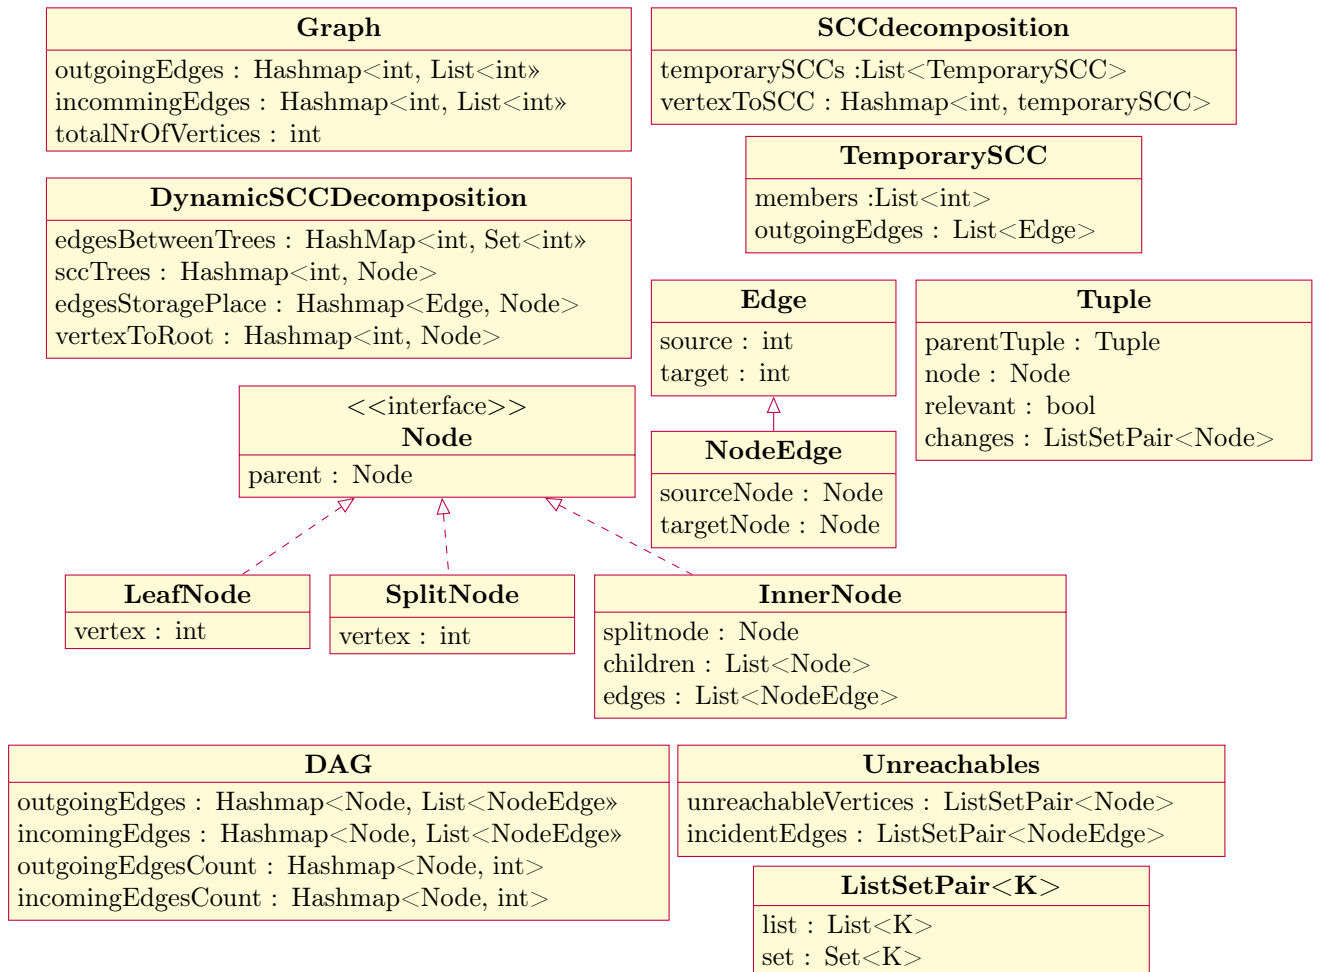 Graph
outgoingEdges : Hashmap<int, List<int»
incommingEdges : Hashmap<int, List<int»
totalNrOfVertices : int
SCCdecomposition
temporarySCCs :List<TemporarySCC>
vertexToSCC : Hashmap<int, temporarySCC>
TemporarySCC
members :List<int>
outgoingEdges : List<Edge>
DynamicSCCDecomposition
edgesBetweenTrees : HashMap<int, Set<int»
sccTrees : Hashmap<int, Node>
edgesStoragePlace : Hashmap<Edge, Node>
vertexToRoot : Hashmap<int, Node>
Edge
source : int
target : int
Tuple
parentTuple : Tuple
node : Node
relevant : bool
changes : ListSetPair<Node>
<<interface>>
Node
parent : Node
NodeEdge
sourceNode : Node
targetNode : Node
LeafNode
vertex : int
SplitNode
vertex : int
InnerNode
splitnode : Node
children : List<Node>
edges : List<NodeEdge>
DAG
outgoingEdges : Hashmap<Node, List<NodeEdge»
incomingEdges : Hashmap<Node, List<NodeEdge»
outgoingEdgesCount : Hashmap<Node, int>
incomingEdgesCount : Hashmap<Node, int>
Unreachables
unreachableVertices : ListSetPair<Node>
incidentEdges : ListSetPair<NodeEdge>
ListSetPair<K>
list : List<K>
set : Set<K>